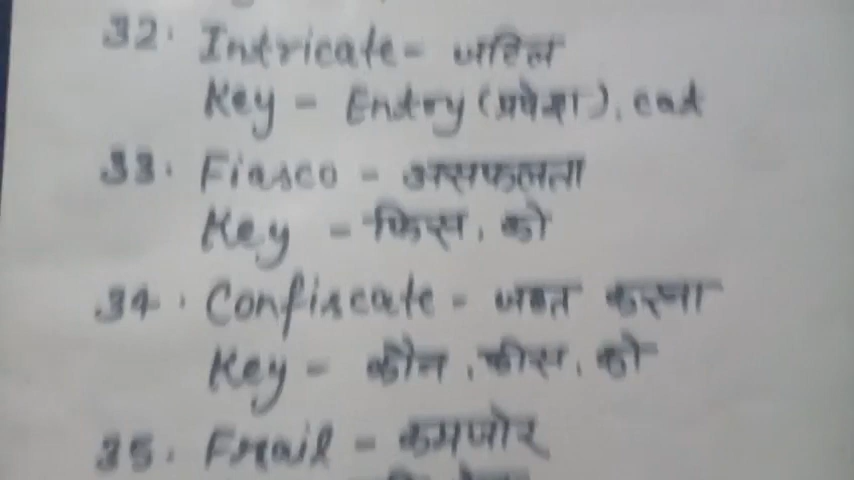 32. Intricate - जटिल
Key - Entry (प्रवेश), cat
33. Fiasco - असफलता
Key - फिस, को
34. Confiscate - जब्त करना
Key - कौन, फीस, को
35. Frail - कमजोर